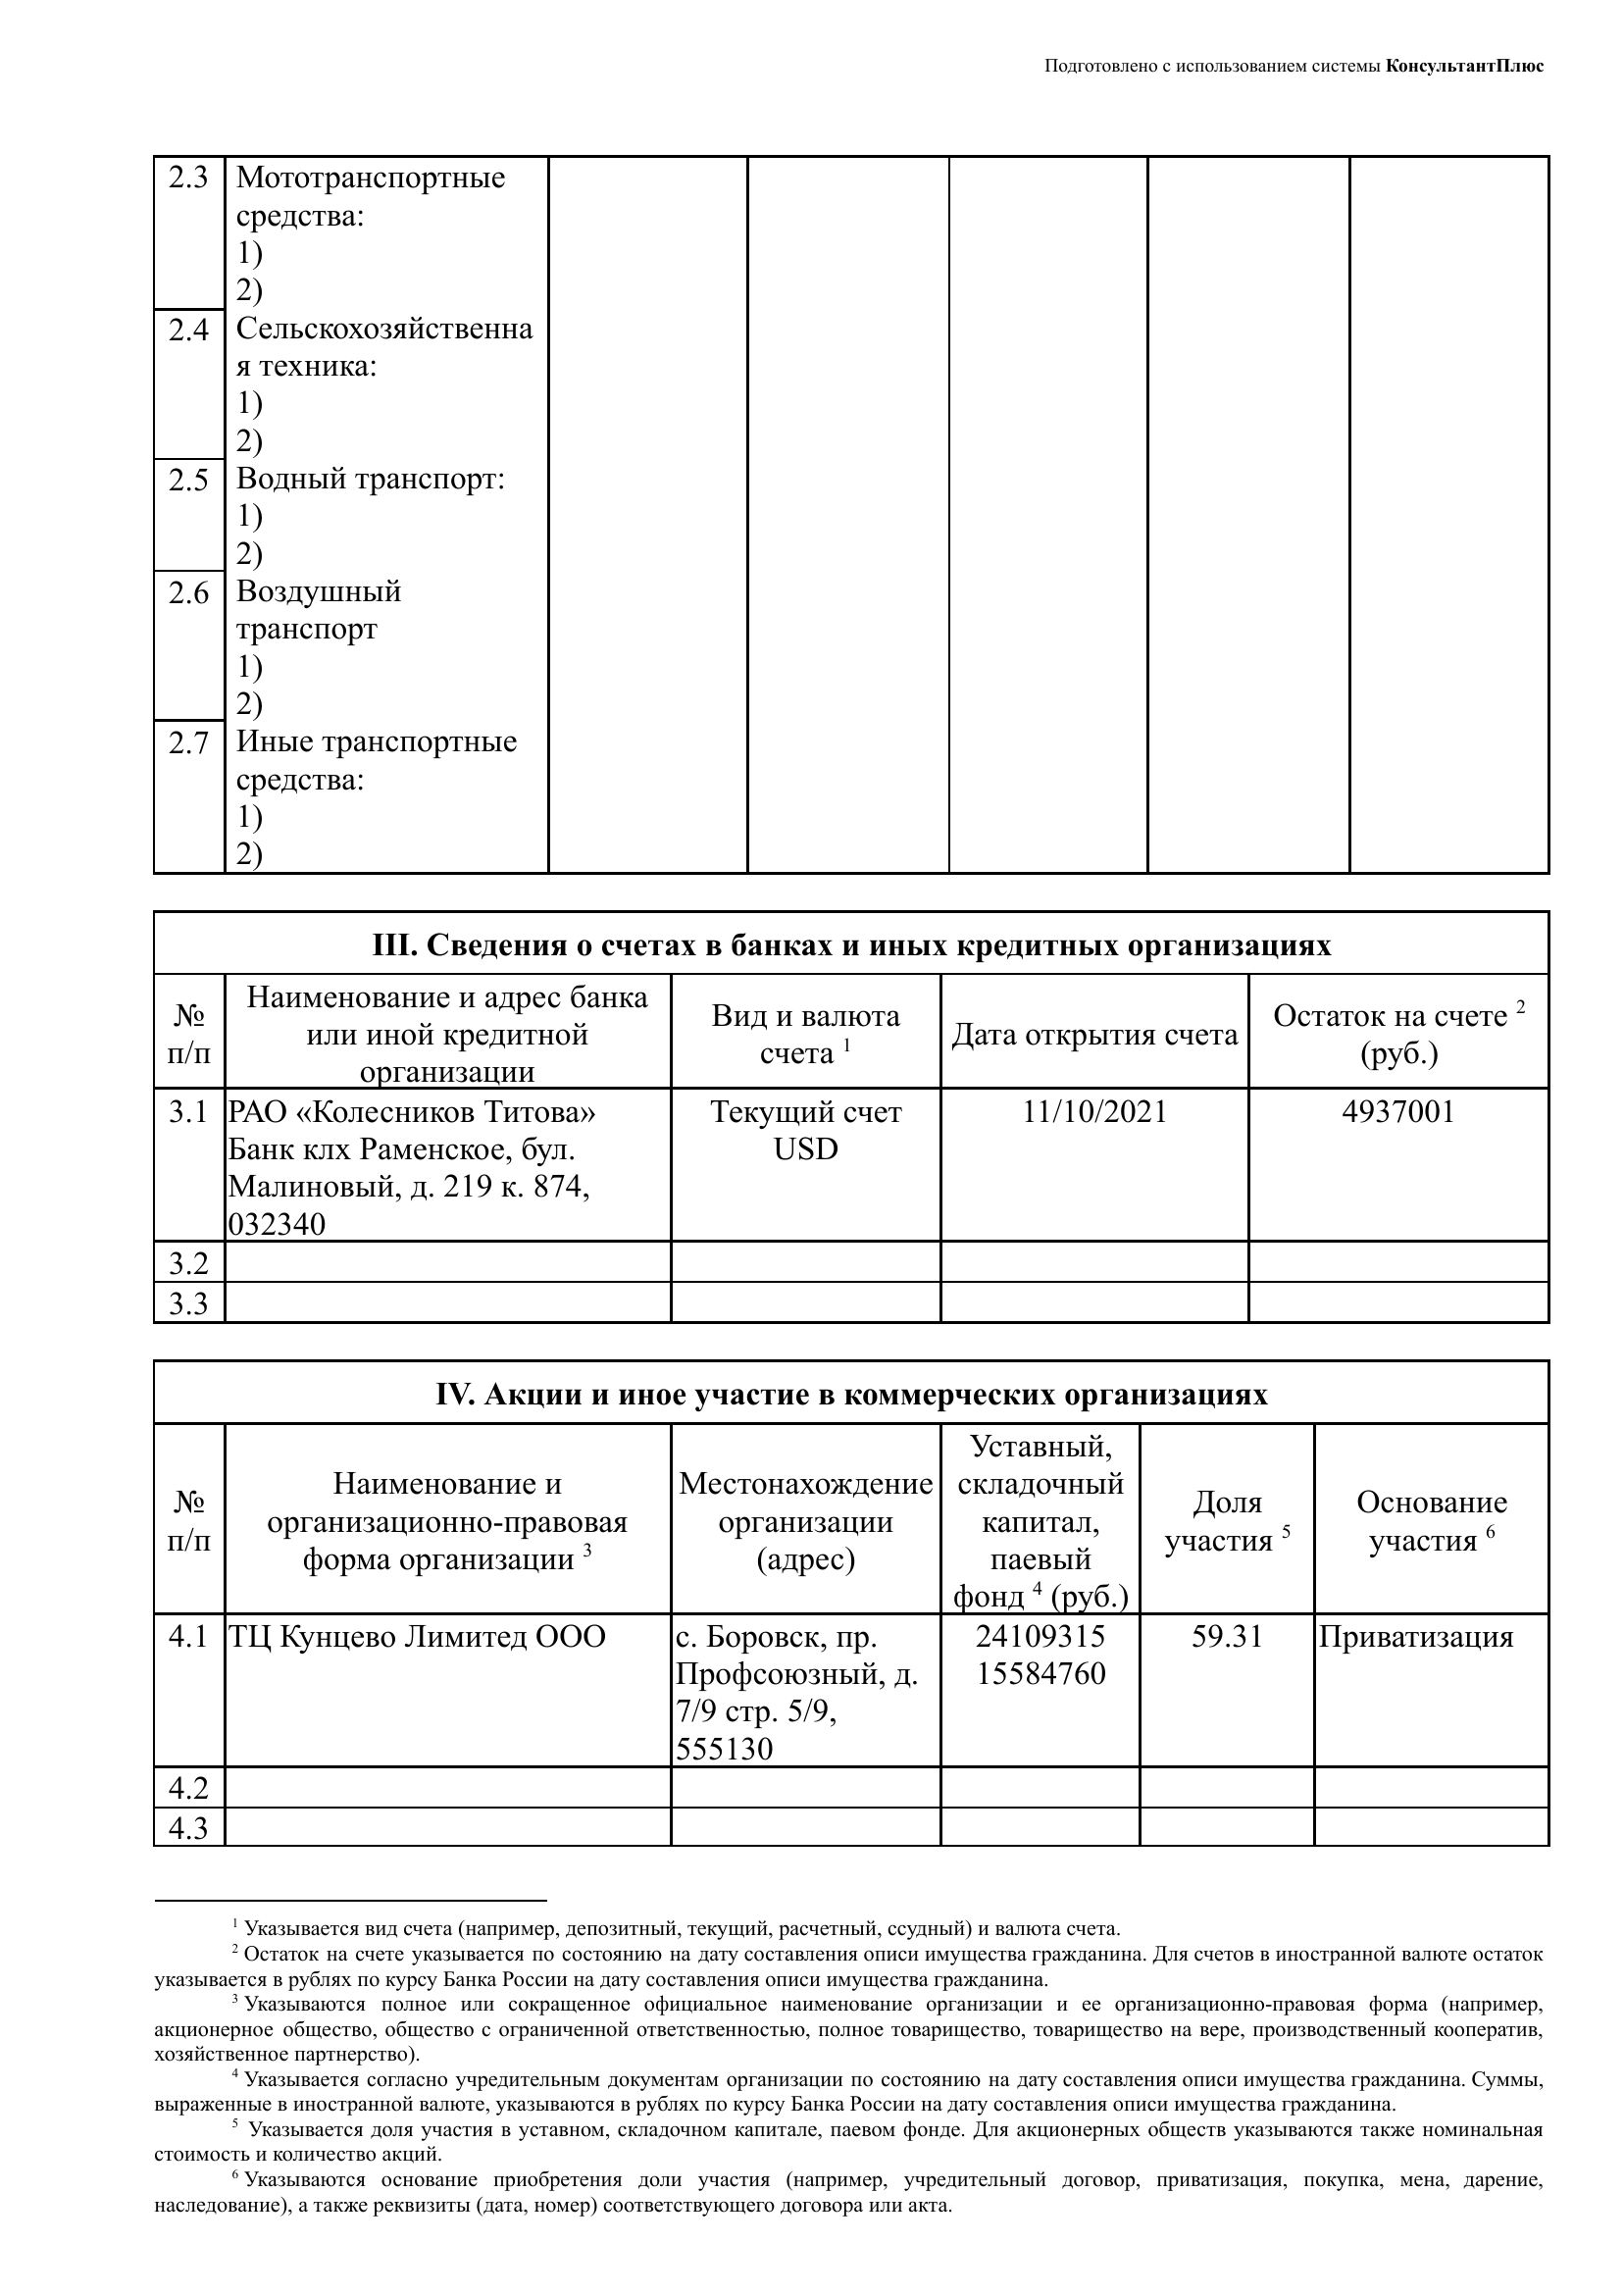 Подготовлено с использованием системы КонсультантПлюс
2.3 Мототранспортные
средства:
1)
2)
2.4 Сельскохозяйственна
я техника:
1)
2)
2.5 Водный транспорт:
1)
2)
2.6 Воздушный
транспорт
1)
2)
2.7 Иные транспортные
средства:
1)
2)
III. Сведения о счетах в банках и иных кредитных организациях
№
п/п
Наименование и адрес банка
или иной кредитной
организации
Вид и валюта
счета 1
Дата открытия счета
Остаток на счете 2
(руб.)
3.1
РАО «Колесников Титова»
Банк клх Раменское, бул.
Малиновый, д. 219 к. 874,
032340
Текущий счет
USD
11/10/2021
4937001
3.2
3.3
IV. Акции и иное участие в коммерческих организациях
№
п/п
Наименование и
организационно-правовая
форма организации 3
Местонахождение
организации
(адрес)
Уставный,
складочный
капитал,
паевый
фонд 4 (руб.)
Доля
участия 5
Основание
участия 6
4.1
ТЦ Кунцево Лимитед ООО
с. Боровск, пр.
Профсоюзный, д.
7/9 стр. 5/9,
555130
24109315
15584760
59.31
Приватизация
4.2
4.3
1 Указывается вид счета (например, депозитный, текущий, расчетный, ссудный) и валюта счета.
2 Остаток на счете указывается по состоянию на дату составления описи имущества гражданина. Для счетов в иностранной валюте остаток
указывается в рублях по курсу Банка России на дату составления описи имущества гражданина.
3 Указываются полное или сокращенное официальное наименование организации и ее организационно-правовая форма (например,
акционерное общество, общество с ограниченной ответственностью, полное товарищество, товарищество на вере, производственный кооператив,
хозяйственное партнерство).
4 Указывается согласно учредительным документам организации по состоянию на дату составления описи имущества гражданина. Суммы,
выраженные в иностранной валюте, указываются в рублях по курсу Банка России на дату составления описи имущества гражданина.
5 Указывается доля участия в уставном, складочном капитале, паевом фонде. Для акционерных обществ указываются также номинальная
стоимость и количество акций.
6 Указываются основание приобретения доли участия (например, учредительный договор, приватизация, покупка, мена, дарение,
наследование), а также реквизиты (дата, номер) соответствующего договора или акта.